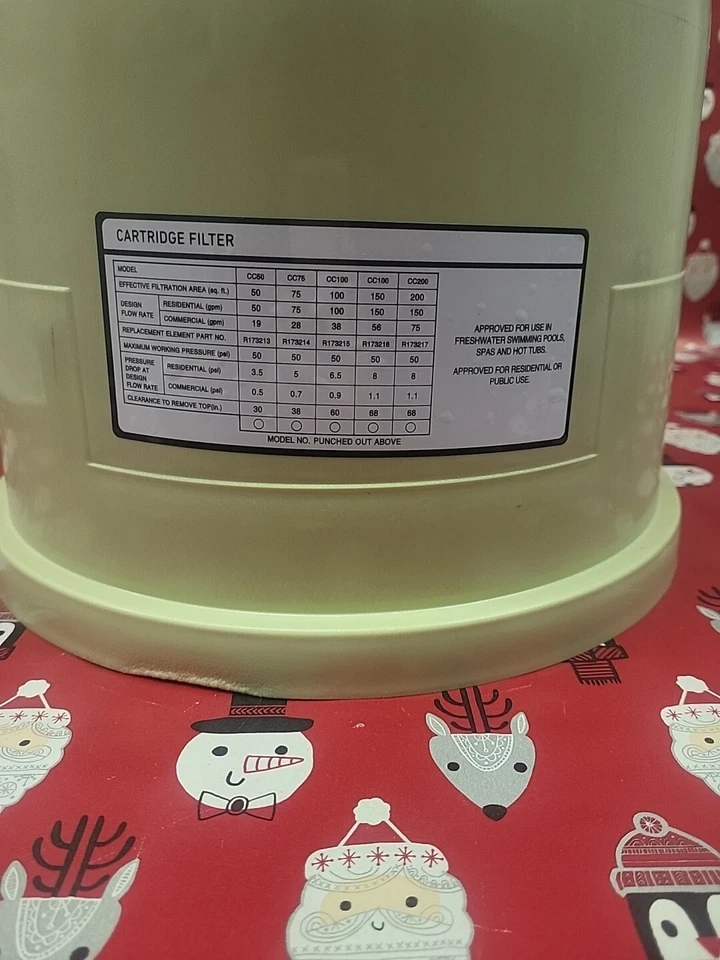 CARTRIDGE FILTER
MODEL CC50 CC75 CC100 CC100 CC200
EFFECTIVE FILTRATION AREA (sq. ft.) 50 75 100 150 200
DESIGN FLOW RATE RESIDENTIAL (gpm) 50 75 100 150 150
COMMERCIAL (gpm) 19 28 38 56 75
REPLACEMENT ELEMENT PART NO. R173213 R173214 R173215 R173216 R173217
MAXIMUM WORKING PRESSURE (psi) 50 50 50 50 50
PRESSURE DROP AT DESIGN FLOW RATE RESIDENTIAL (psi) 3.5 5 6.5 8 8
COMMERCIAL (psi) 0.5 0.7 0.9 1.1 1.1
CLEARANCE TO REMOVE TOP(in.) 30 38 60 68 68
MODEL NO. PUNCHED OUT ABOVE
APPROVED FOR USE IN
FRESHWATER SWIMMING POOLS,
SPAS AND HOT TUBS.
APPROVED FOR RESIDENTIAL OR
PUBLIC USE.